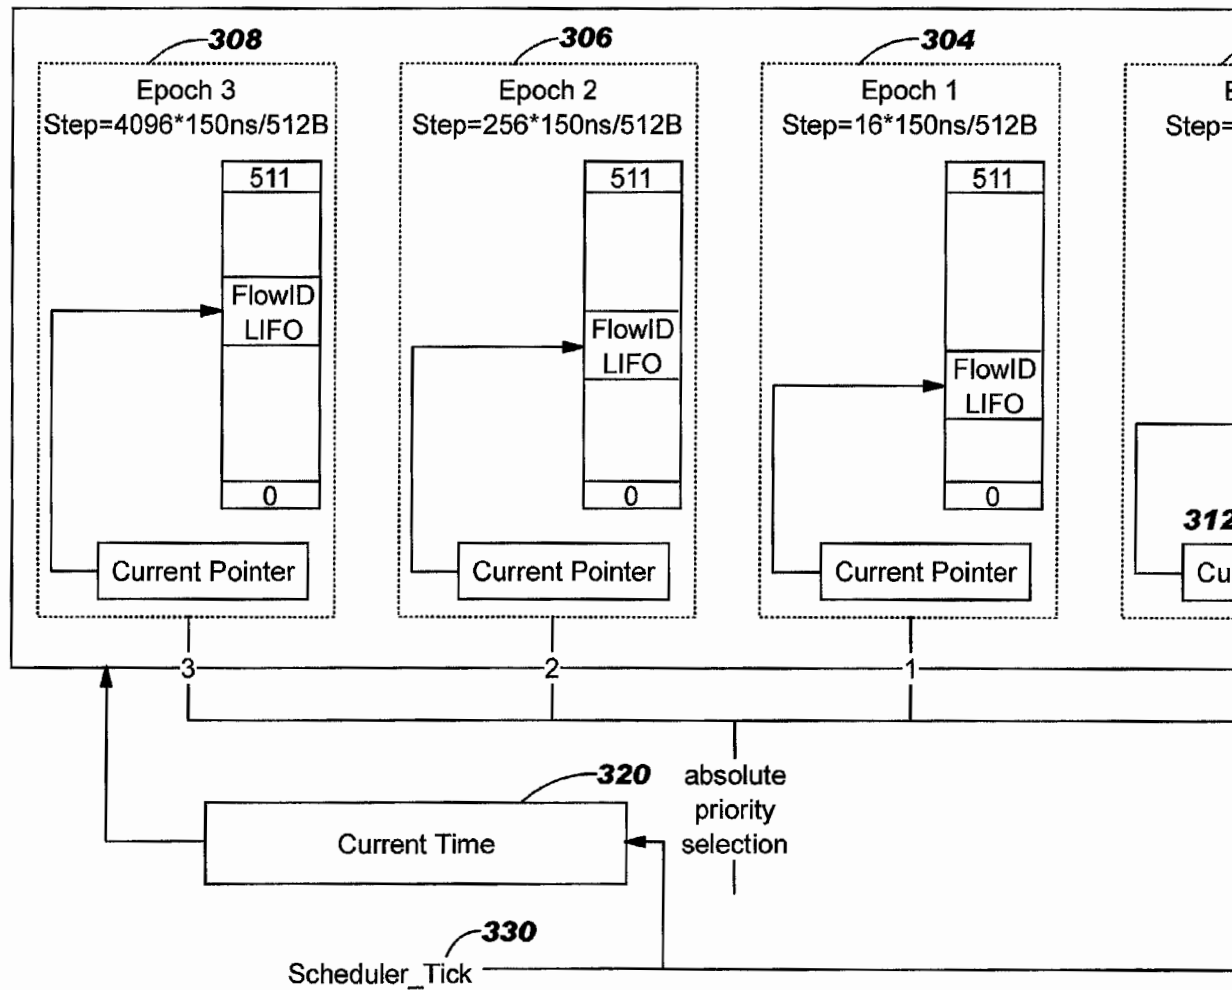 308
Epoch 3
Step=4096*150ns/512B
511
FlowID
LIFO
0
Current Pointer
3
306
Epoch 2
Step=256*150ns/512B
511
FlowID
LIFO
0
Current Pointer
2
304
Epoch 1
Step=16*150ns/512B
511
FlowID
LIFO
0
Current Pointer
1
E
Step=
312
Cu
320
Current Time
absolute
priority
selection
330
Scheduler_Tick